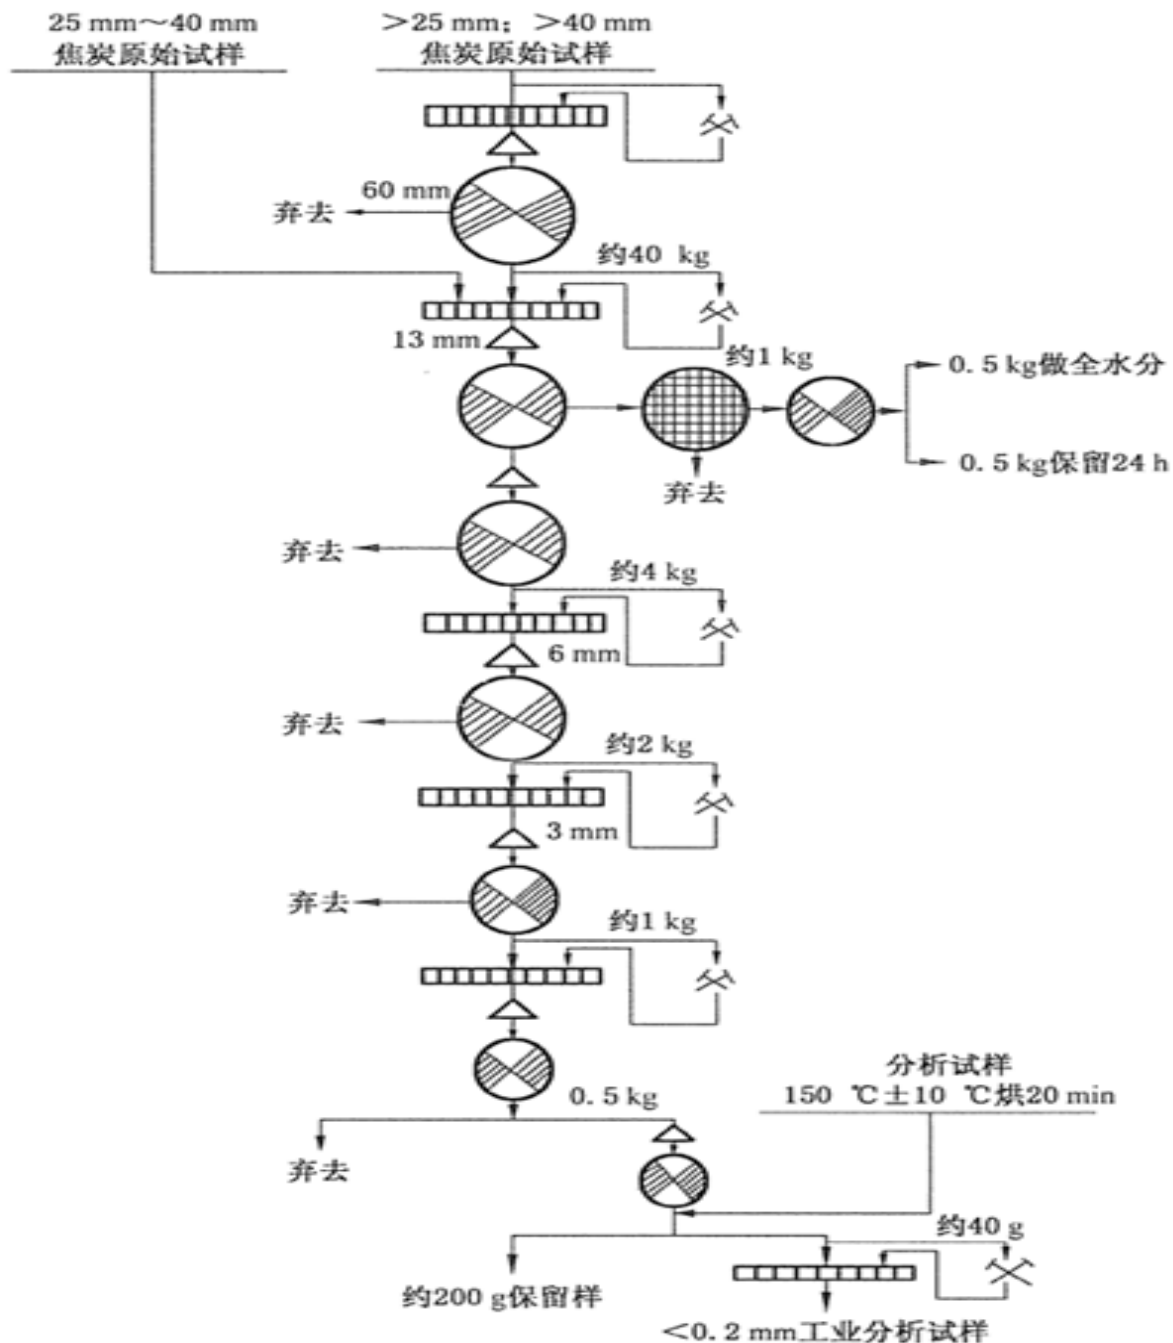 25 mm～40 mm
焦炭原始试样
>25 mm；>40 mm
焦炭原始试样
60 mm
弃去
约40 kg
13 mm
约1 kg
0.5 kg做全水分
0.5 kg保留24 h
弃去
弃去
约4 kg
6 mm
弃去
约2 kg
3 mm
弃去
约1 kg
0.5 kg
分析试样
150 ℃±10 ℃烘20 min
弃去
约40 g
约200 g保留样
<0.2 mm工业分析试样